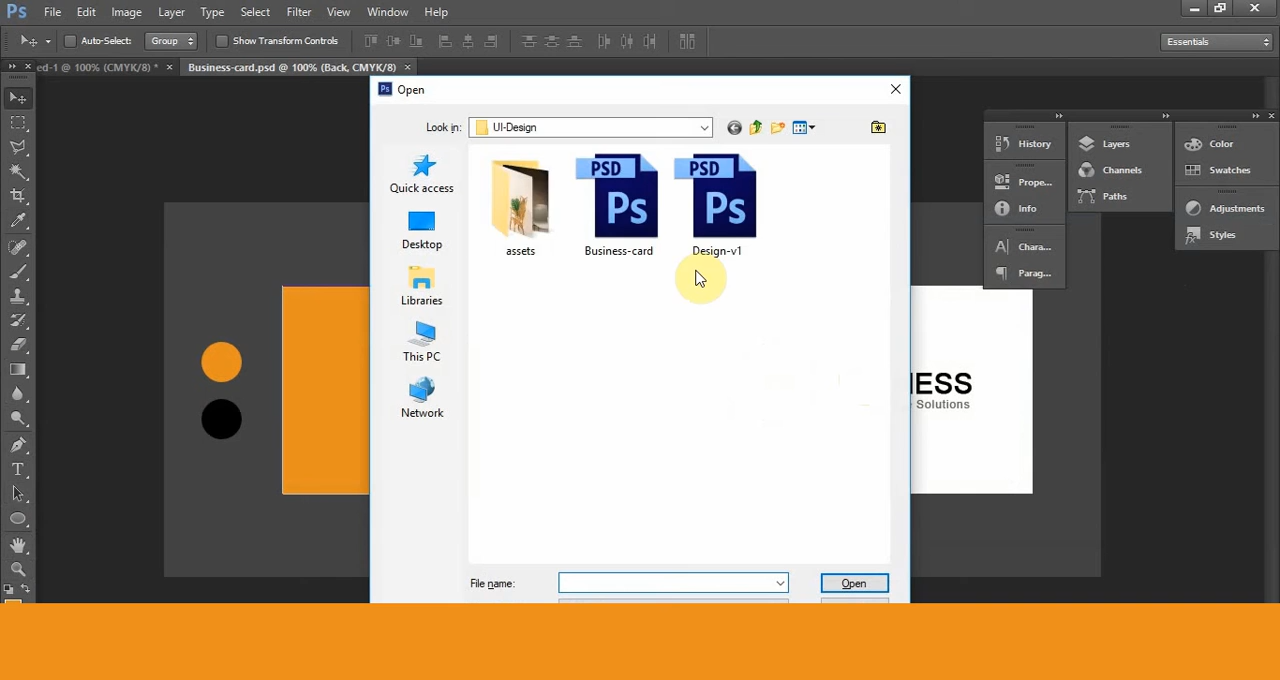 Ps File Edit Image Layer Type Select Filter View Window Help
Auto-Select: Group Show Transform Controls Essentials
ed-1 @ 100% (CMYK/8) * × Business-card.psd @ 100% (Back, CMYK/8) ×
Ps Open
Look in: UI-Design
Quick access
Desktop
Libraries
This PC
Network
PSD PSD
Ps Ps
assets Business-card Design-v1
File name: Open
History
Prope...
Info
Chara...
Parag...
Layers
Channels
Paths
Color
Swatches
Adjustments
Styles
NESS
Solutions